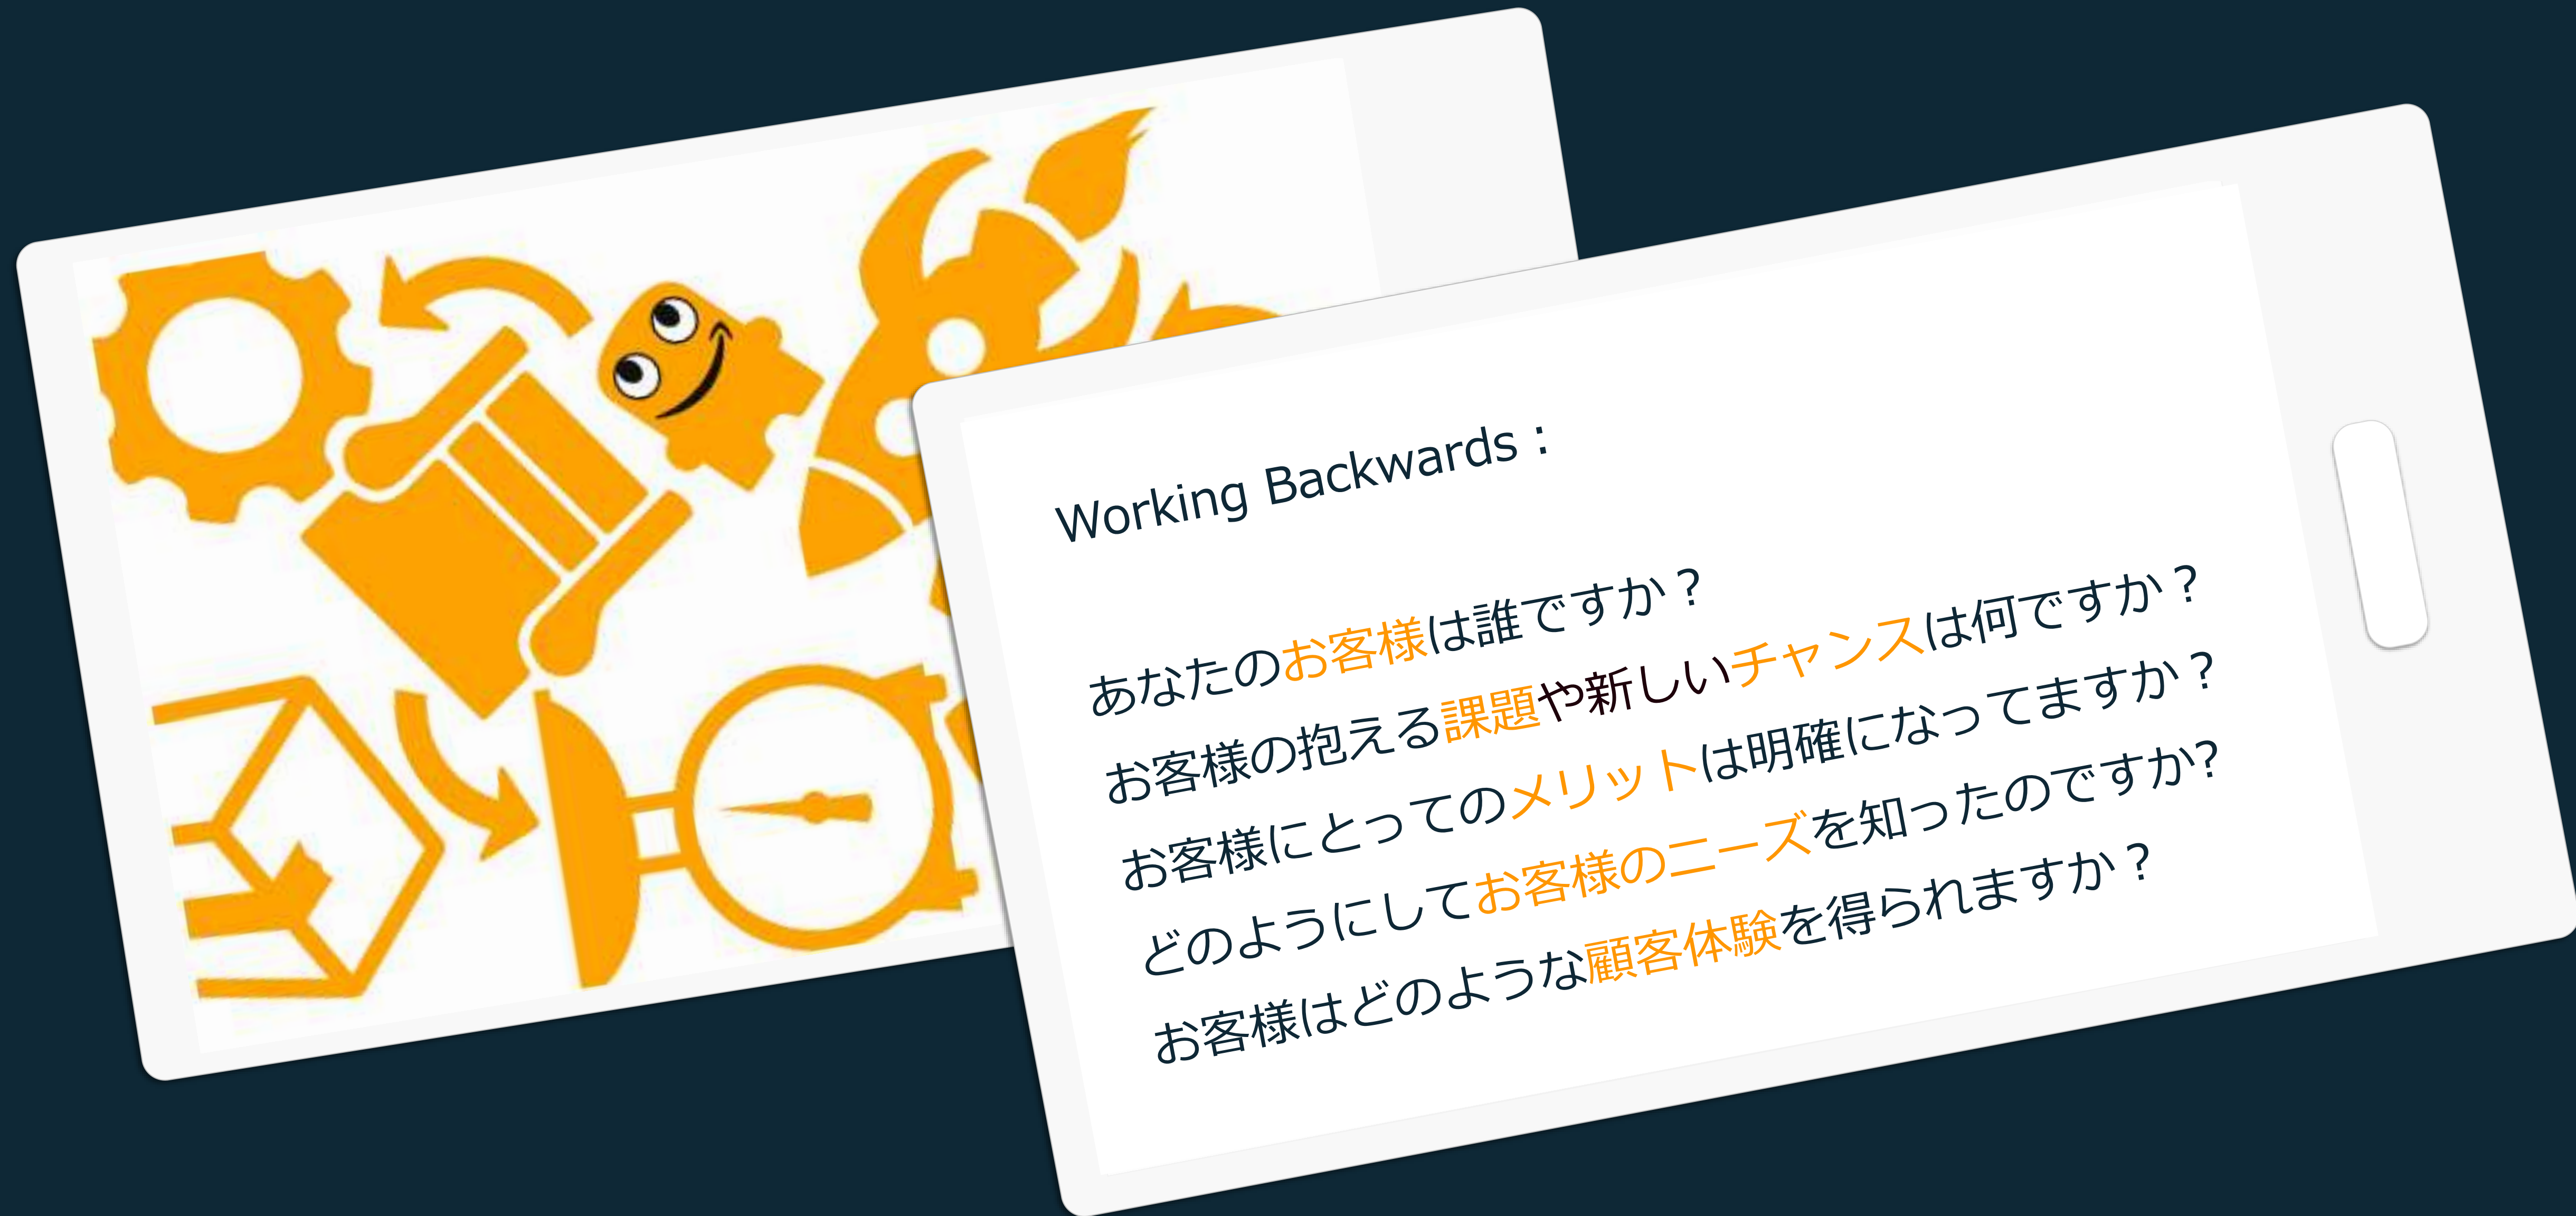 Working Backwards：
あなたのお客様は誰ですか？
お客様の抱える課題や新しいチャンスは何ですか？
お客様にとってのメリットは明確になってますか？
どのようにしてお客様のニーズを知ったのですか?
お客様はどのような顧客体験を得られますか？